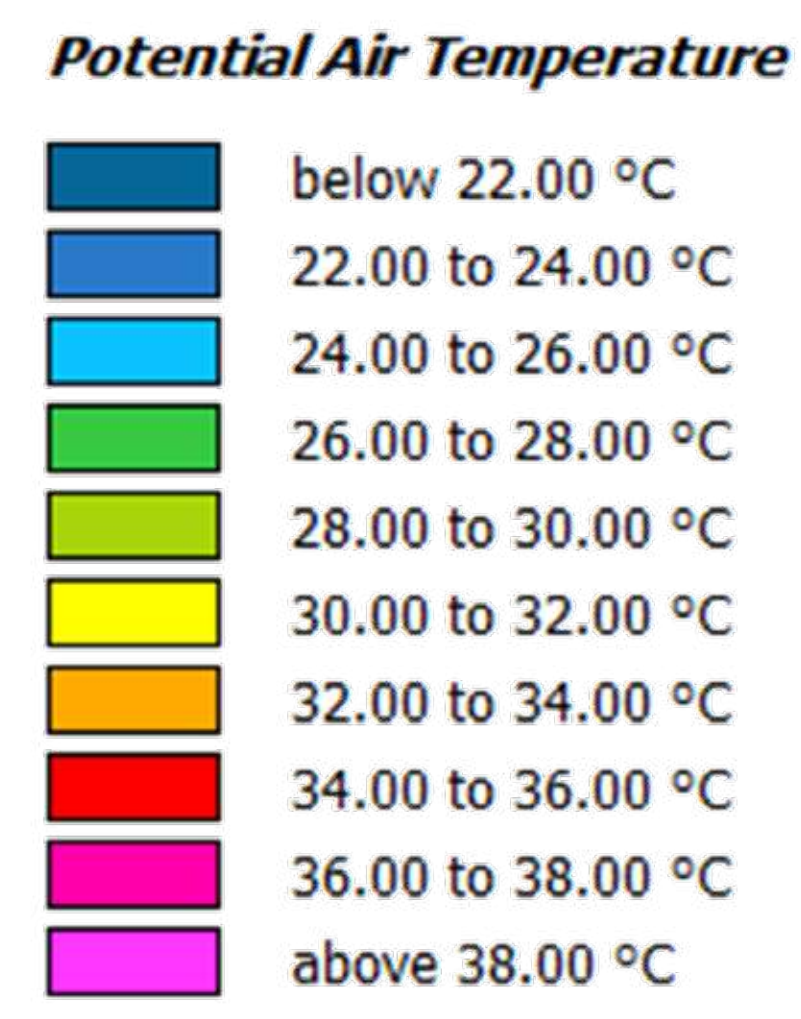 Potential Air Temperature
below 22.00 °C
22.00 to 24.00 °C
24.00 to 26.00 °C
26.00 to 28.00 °C
28.00 to 30.00 °C
30.00 to 32.00 °C
32.00 to 34.00 °C
34.00 to 36.00 °C
36.00 to 38.00 °C
above 38.00 °C